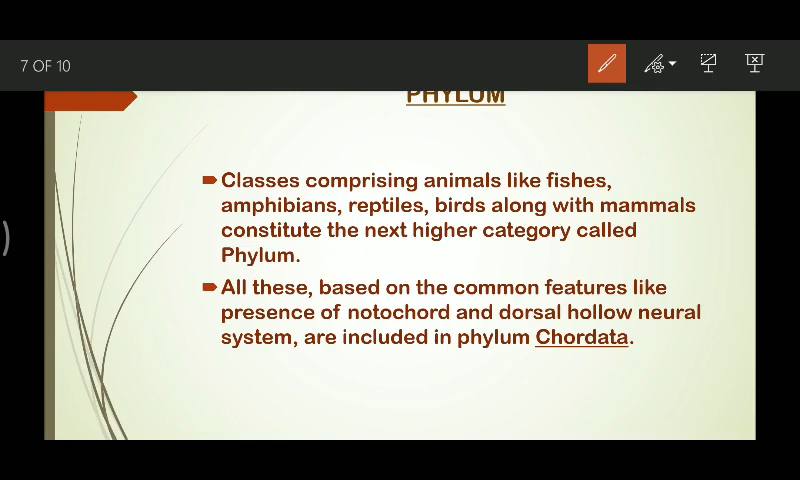 7 OF 10
PHYLUM
Classes comprising animals like fishes,
amphibians, reptiles, birds along with mammals
constitute the next higher category called
Phylum.
All these, based on the common features like
presence of notochord and dorsal hollow neural
system, are included in phylum Chordata.